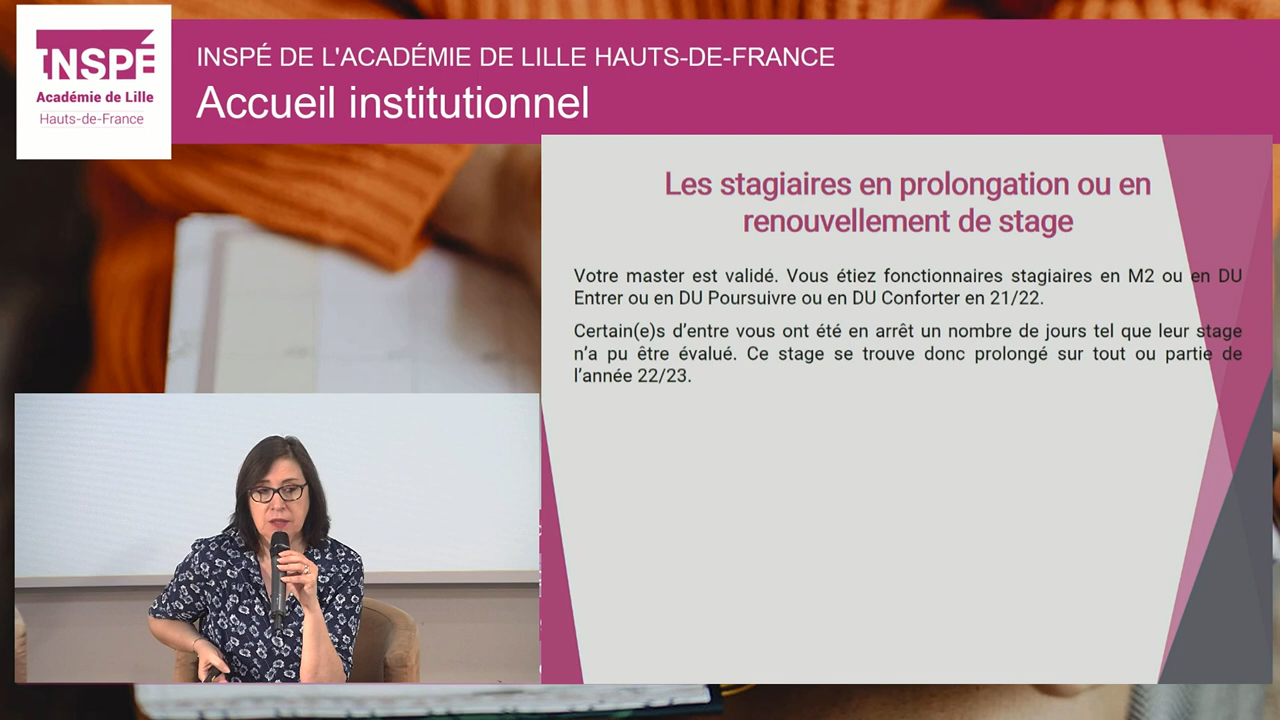 INSPÉ
Académie de Lille
Hauts-de-France
INSPÉ DE L'ACADÉMIE DE LILLE HAUTS-DE-FRANCE
Accueil institutionnel
Les stagiaires en prolongation ou en
renouvellement de stage
Votre master est validé. Vous étiez fonctionnaires stagiaires en M2 ou en DU
Entrer ou en DU Poursuivre ou en DU Conforter en 21/22.
Certain(e)s d’entre vous ont été en arrêt un nombre de jours tel que leur stage
n’a pu être évalué. Ce stage se trouve donc prolongé sur tout ou partie de
l’année 22/23.